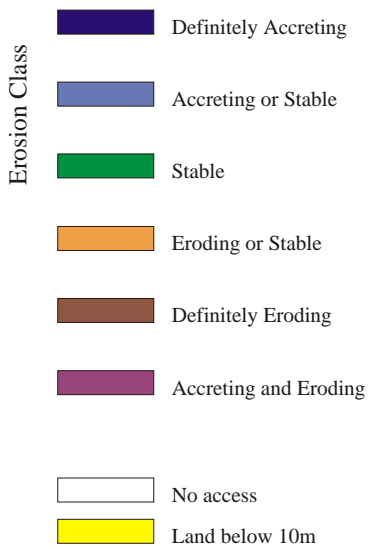 Erosion Class
Definitely Accreting
Accreting or Stable
Stable
Eroding or Stable
Definitely Eroding
Accreting and Eroding
No access
Land below 10m